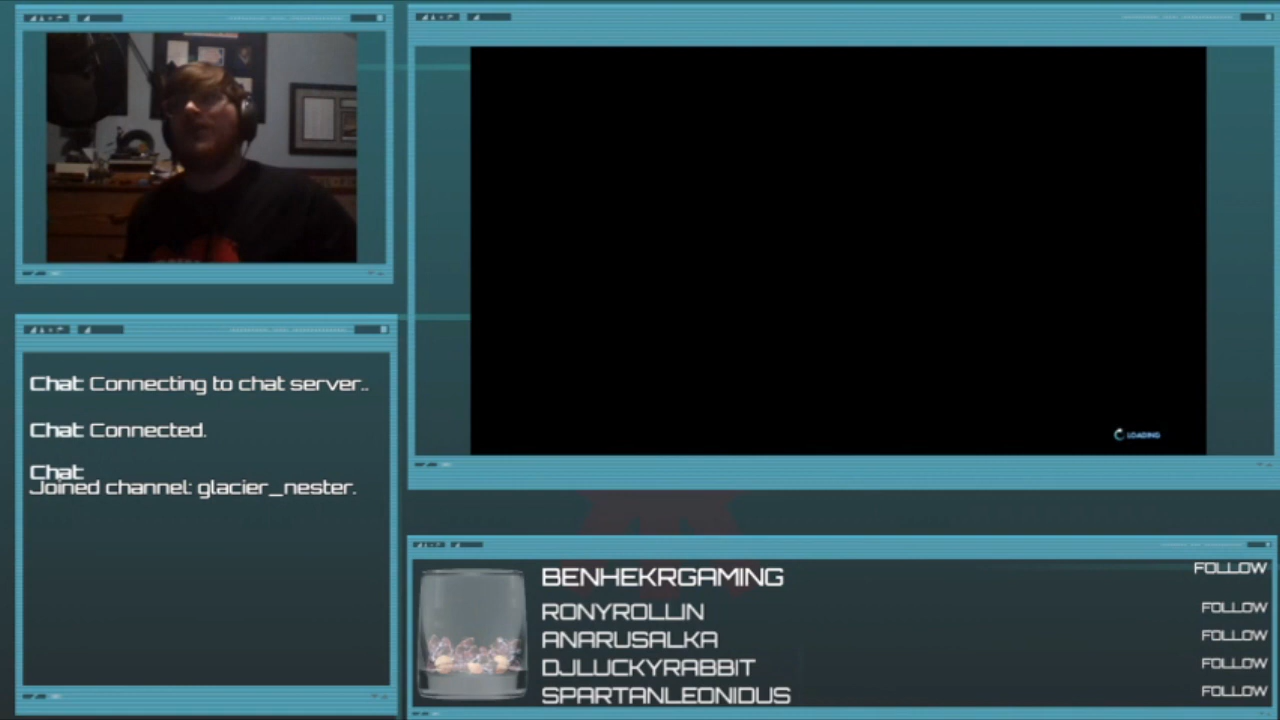 Chat: Connecting to chat server..
Chat: Connected.
Chat:
Joined channel: glacier_nester.
LOADING
BENHEKRGAMING FOLLOW
RONYROLLIN FOLLOW
ANARUSALKA FOLLOW
DJLUCKYRABBIT FOLLOW
SPARTANLEONIDUS FOLLOW